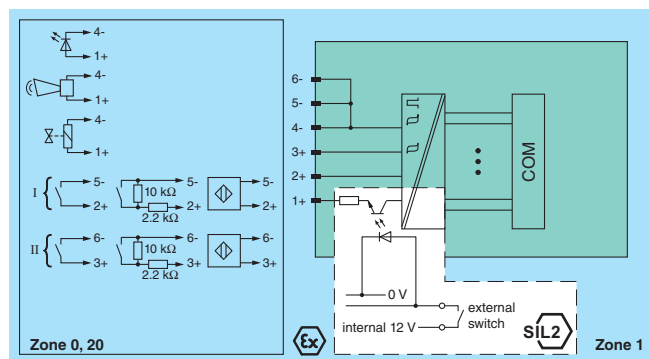 4-
1+
4-
1+
4-
1+
I
5-
2+
10 kΩ
2.2 kΩ
5-
2+
5-
2+
II
6-
3+
10 kΩ
2.2 kΩ
6-
3+
6-
3+
Zone 0, 20
6-
5-
4-
3+
2+
1+
COM
0 V
internal 12 V
external
switch
SIL2
Ex
Zone 1